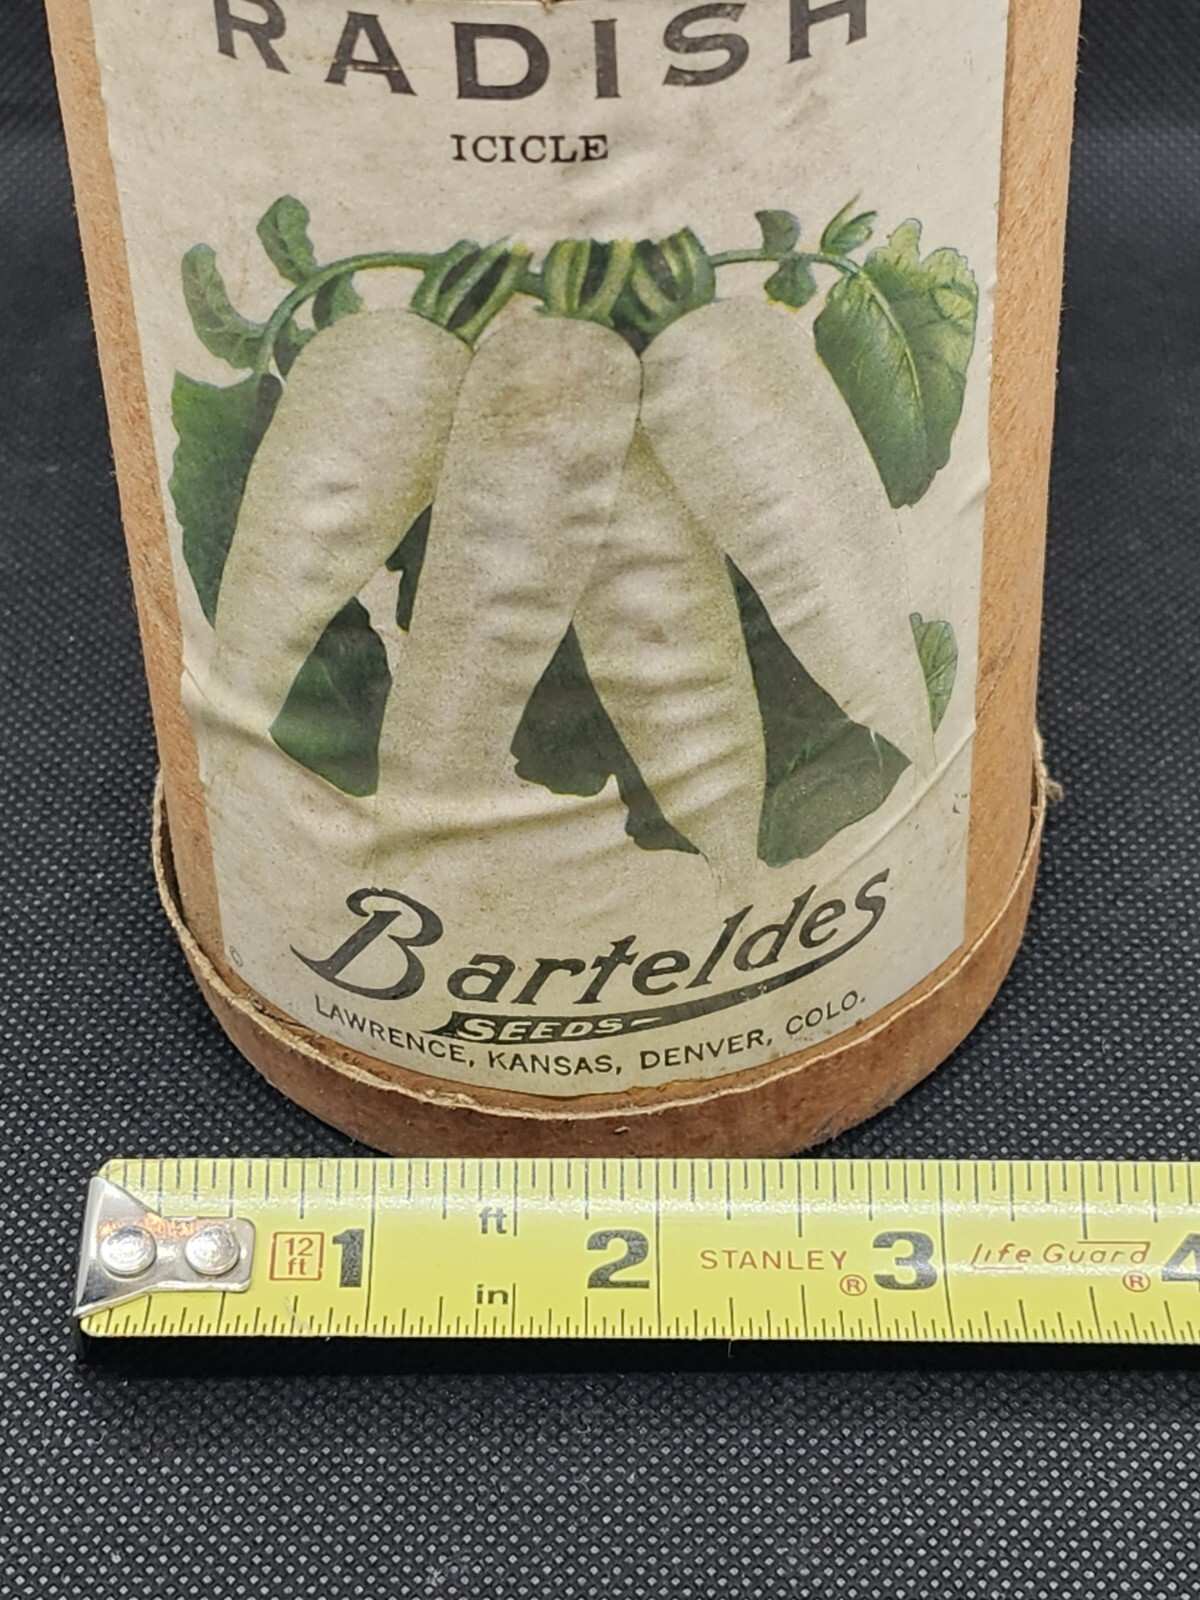 RADISH
ICICLE
Barteldes
SEEDS
©
LAWRENCE, KANSAS, DENVER, COLO.
12 ft 1 ft in 2 STANLEY® 3 Life Guard® 4